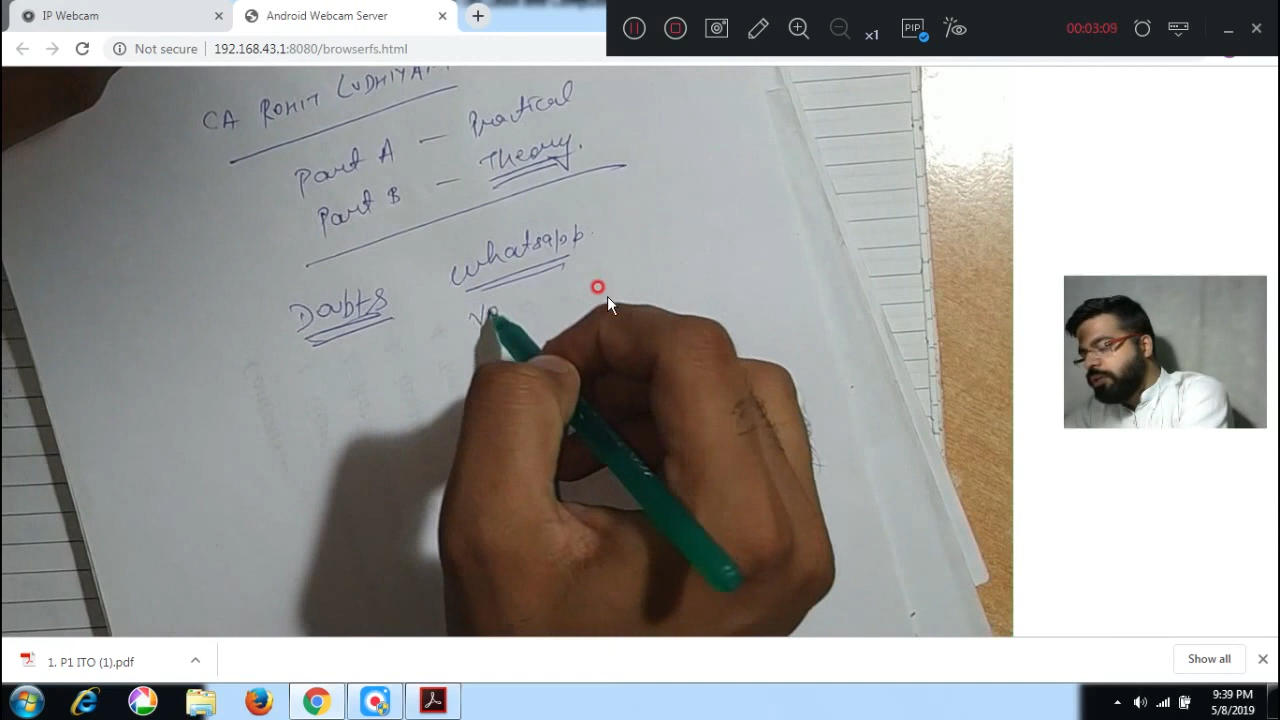 IP Webcam
Android Webcam Server
Not secure
192.168.43.1:8080/browserfs.html
x1
PIP
00:03:09
CA ROHIT LUDHIYANI
Part A — Practical
Part B — Theory.
Doubts
Whatsapp.
1. P1 ITO (1).pdf
Show all
9:39 PM
5/8/2019